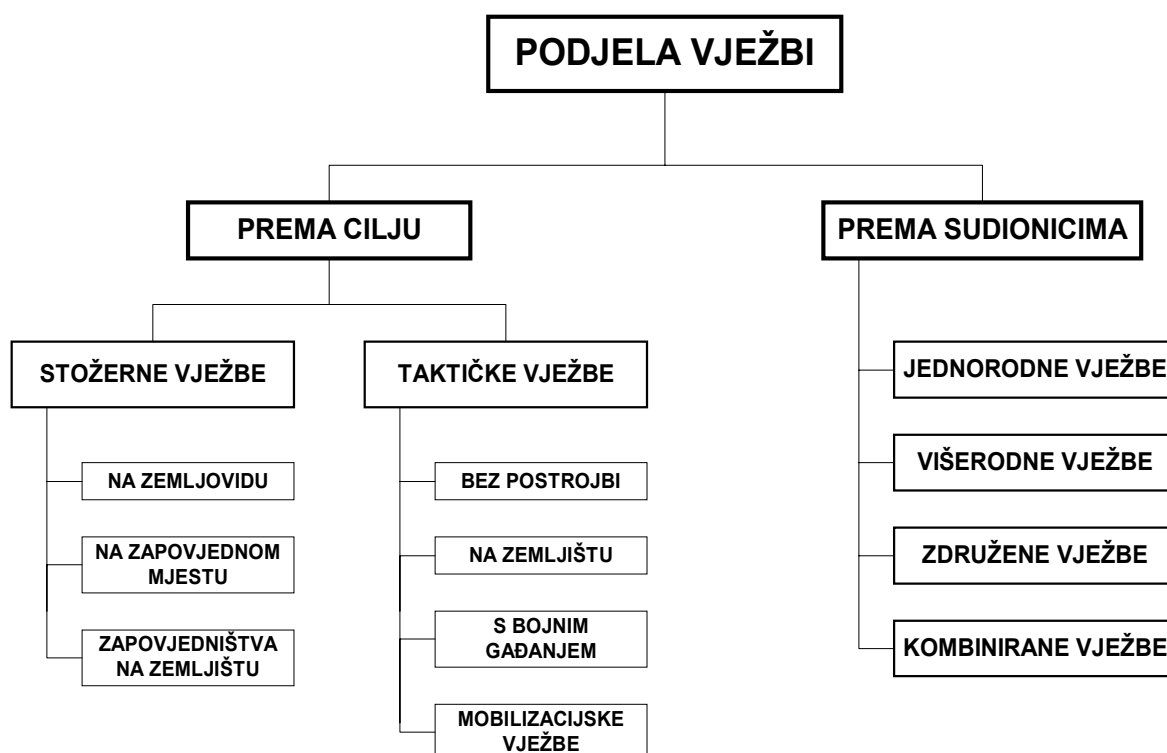 PODJELA VJEŽBI
PREMA CILJU
PREMA SUDIONICIMA
STOŽERNE VJEŽBE
TAKTIČKE VJEŽBE
JEDNORODNE VJEŽBE
VIŠERODNE VJEŽBE
ZDRUŽENE VJEŽBE
KOMBINIRANE VJEŽBE
NA ZEMLJOVIDU
NA ZAPOVJEDNOM
MJESTU
ZAPOVJEDNIŠTVA
NA ZEMLJIŠTU
BEZ POSTROJBI
NA ZEMLJIŠTU
S BOJNIM
GAĐANJEM
MOBILIZACIJSKE
VJEŽBE